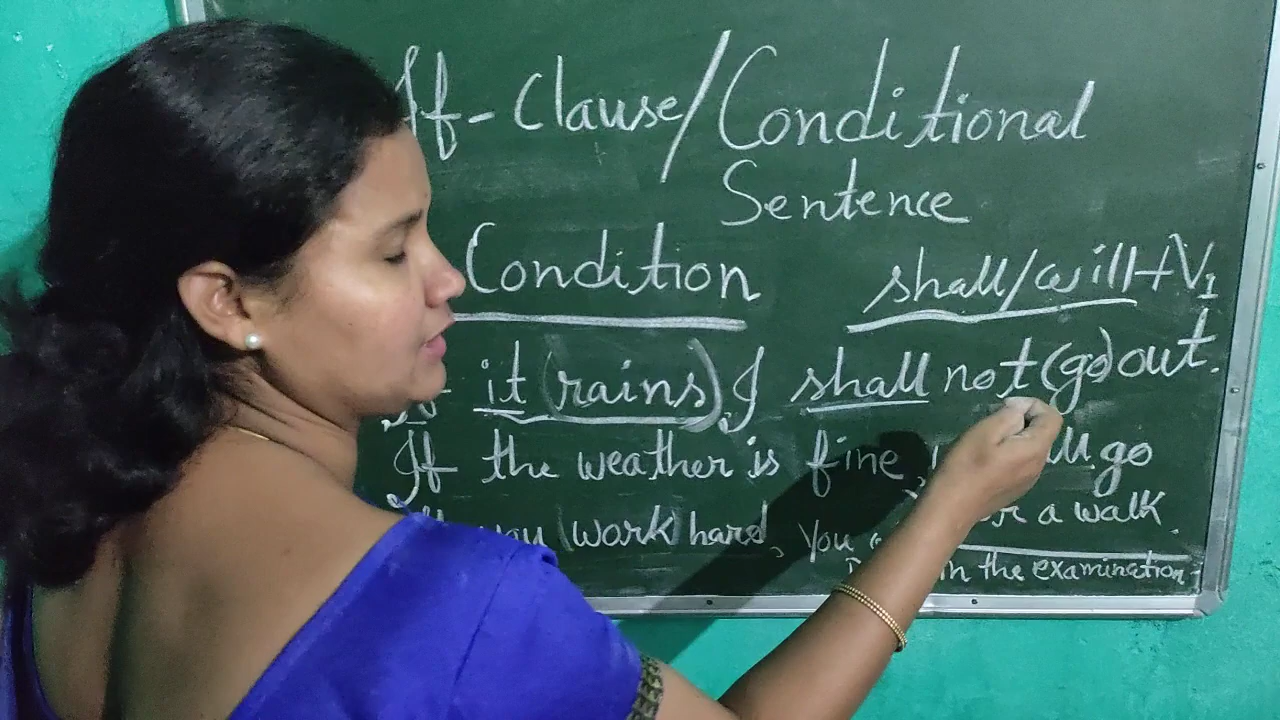 If-Clause/Conditional
Sentence
Condition shall/will+V1
it (rains), I shall not (go) out.
If the weather is fine, go
a walk.
you (work) hard, you
in the examination.